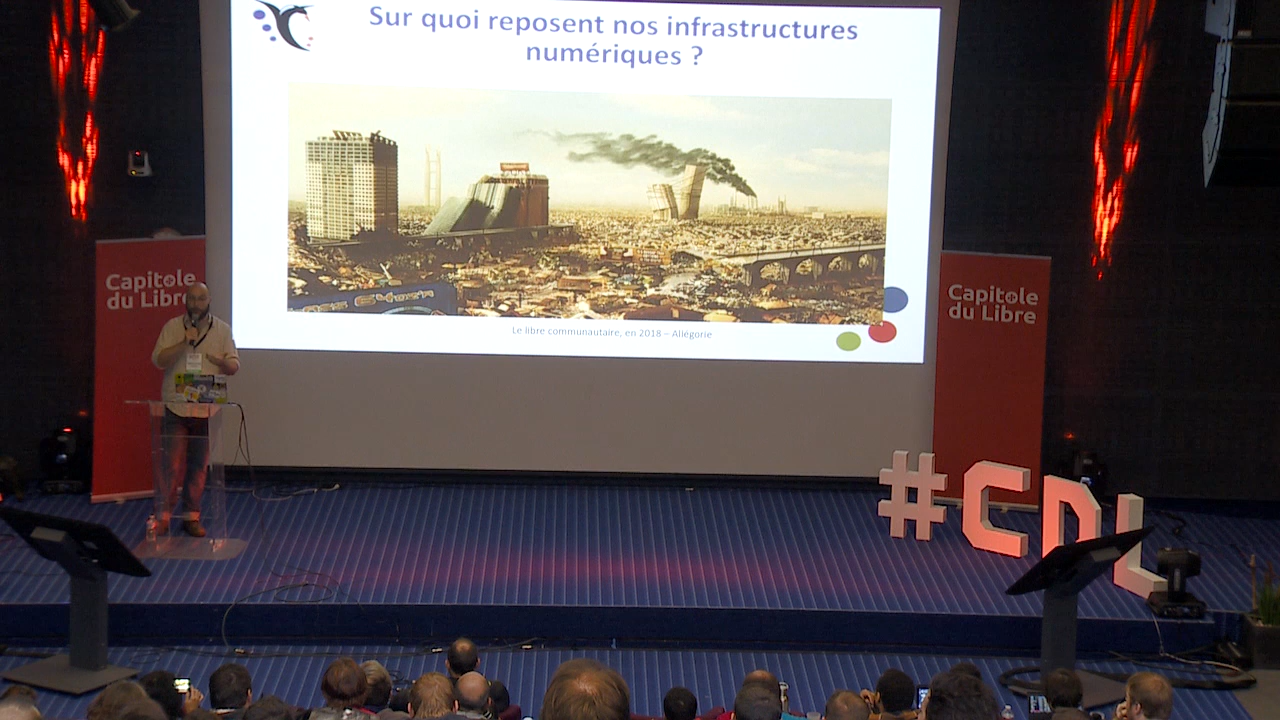 Sur quoi reposent nos infrastructures
numériques ?
Le libre communautaire, en 2018 – Allégorie
Capitole
du Libre
Capitole
du Libre
#CDL